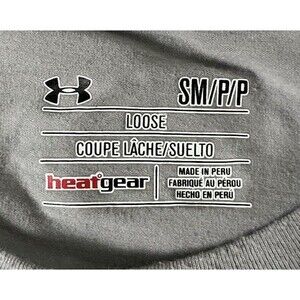 SM/P/P
LOOSE
COUPE LÂCHE/SUELTO
heatgear
MADE IN PERU
FABRIQUÉ AU PÉROU
HECHO EN PERÚ